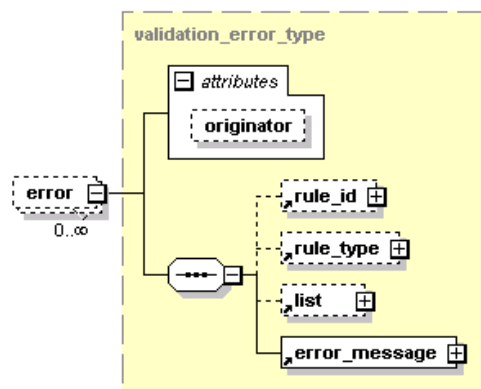 validation_error_type
attributes
originator
error
0..∞
rule_id
rule_type
list
error_message